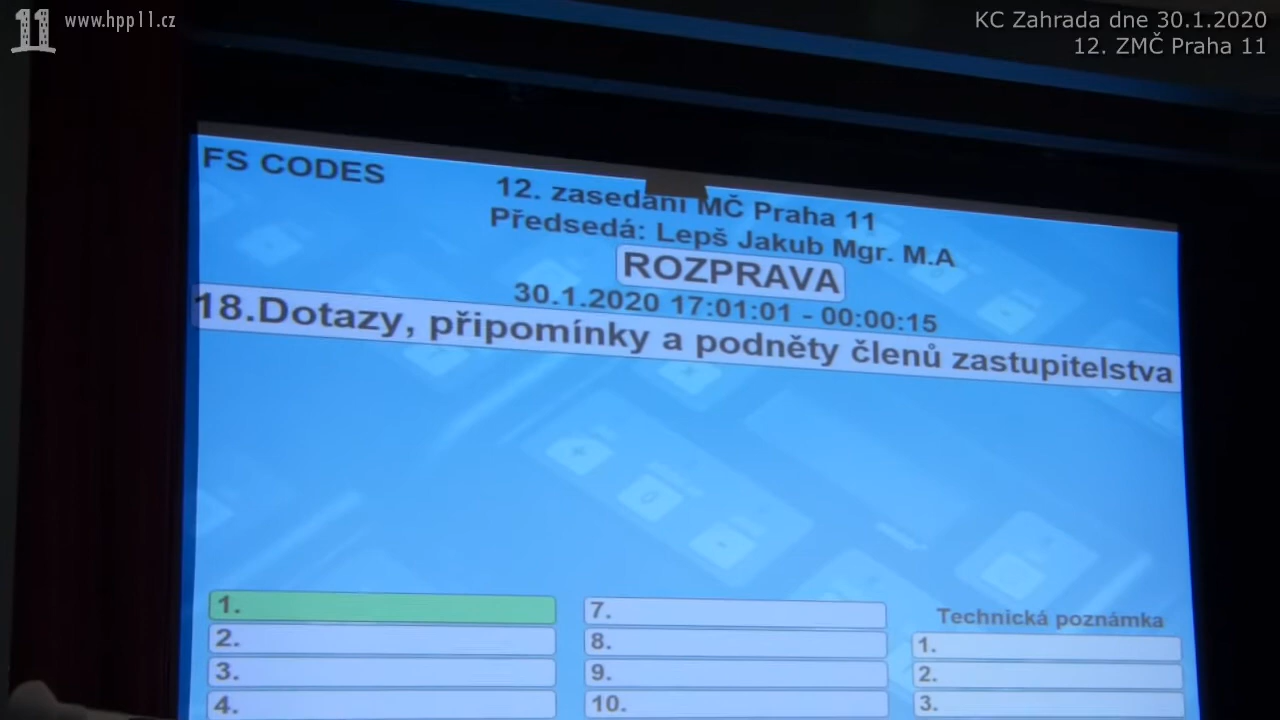 11 www.hpp11.cz
KC Zahrada dne 30.1.2020
12. ZMČ Praha 11
FS CODES
12. zasedání MČ Praha 11
Předsedá: Lepš Jakub Mgr. M.A
ROZPRAVA
30.1.2020 17:01:01 - 00:00:15
18.Dotazy, připomínky a podněty členů zastupitelstva
1.
2.
3.
4.
7.
8.
9.
10.
Technická poznámka
1.
2.
3.